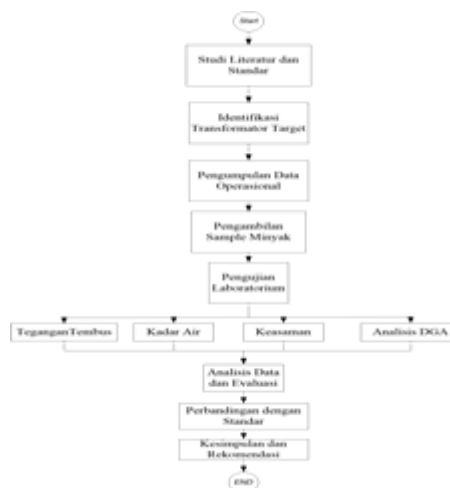 Start
Studi Literatur dan
Standar
Identifikasi
Transformator Target
Pengumpulan Data
Operasional
Pengambilan
Sample Minyak
Pengujian
Laboratorium
TeganganTembus
Kadar Air
Keasaman
Analisis DGA
Analisis Data
dan Evaluasi
Perbandingan dengan
Standar
Kesimpulan dan
Rekomendasi
END